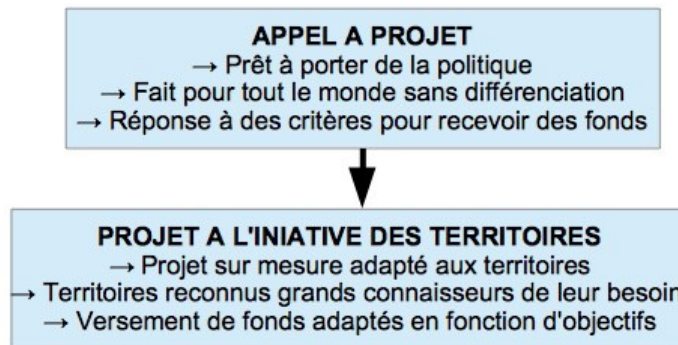 APPEL A PROJET
→ Prêt à porter de la politique
→ Fait pour tout le monde sans différenciation
→ Réponse à des critères pour recevoir des fonds
PROJET A L'INIATIVE DES TERRITOIRES
→ Projet sur mesure adapté aux territoires
→ Territoires reconnus grands connaisseurs de leur besoin
→ Versement de fonds adaptés en fonction d'objectifs